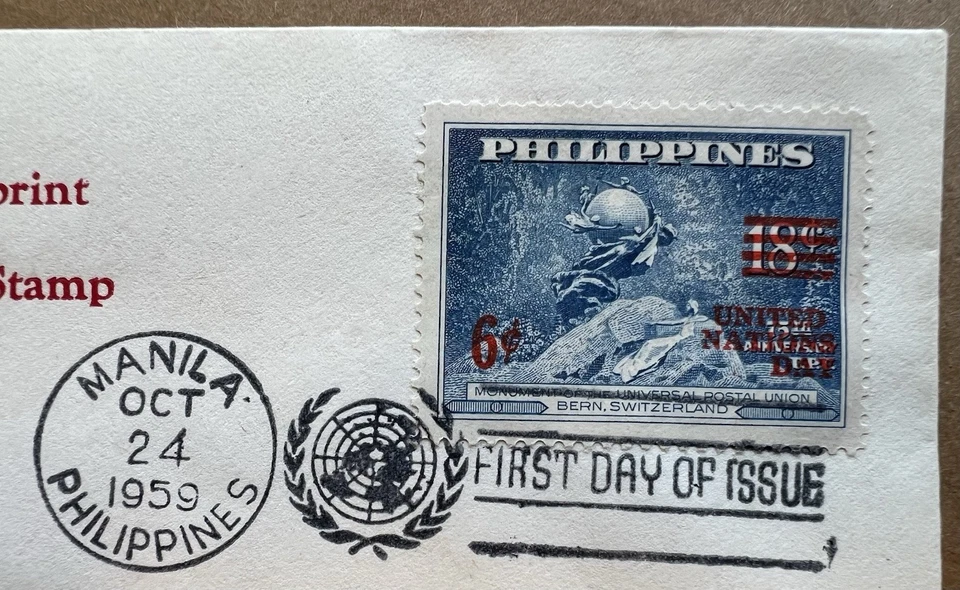 print
Stamp
PHILIPPINES
18¢
6¢
UNITED
NATIONS
DAY
MONUMENT OF THE UNIVERSAL POSTAL UNION
BERN, SWITZERLAND
MANILA
OCT
24
1959
PHILIPPINES
FIRST DAY OF ISSUE